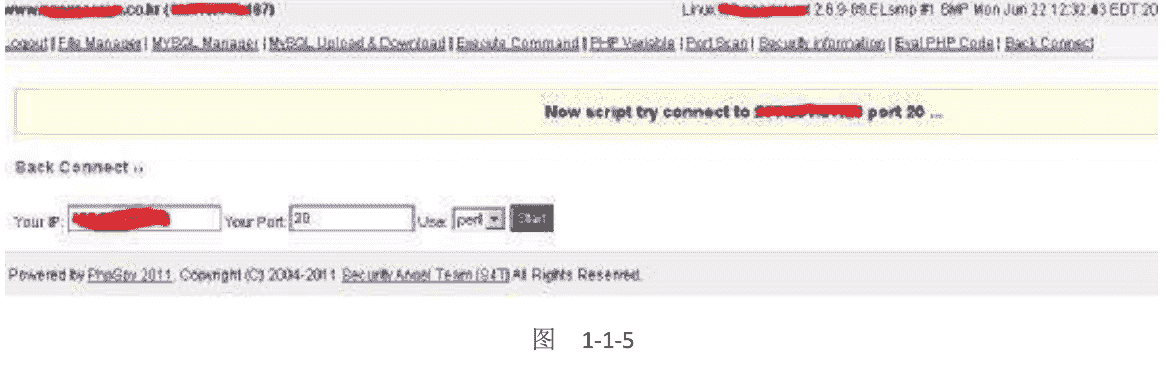 www. .co.kr ( 187)
Linux 2.6.9-89.ELsmp #1 SMP Mon Jun 22 12:32:43 EDT 20
Logout | File Manager | MYSQL Manager | MySQL Upload & Download | Execute Command | PHP Variable | Port Scan | Security information | Eval PHP Code | Back Connect
Now script try connect to port 20 ...
Back Connect »
Your IP: Your Port: 20 Use: perl Start
Powered by PhpSpy 2011. Copyright (C) 2004-2011 Security Angel Team [S4T] All Rights Reserved.
图 1-1-5